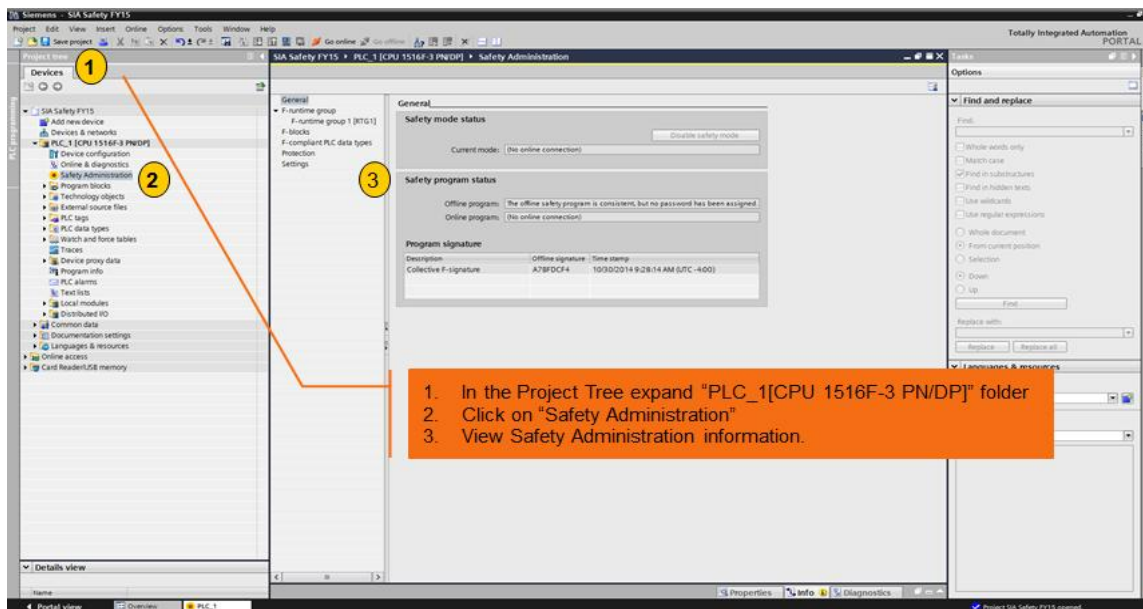 Siemens - SIA Safety FY15
Project Edit View Insert Online Options Tools Window Help
Save project
Go online
Go offline
Totally Integrated Automation
PORTAL
Project tree
Devices
PLC programming
SIA Safety FY15
Add new device
Devices & networks
PLC_1 [CPU 1516F-3 PN/DP]
Device configuration
Online & diagnostics
Safety Administration
Program blocks
Technology objects
External source files
PLC tags
PLC data types
Watch and force tables
Traces
Device proxy data
Program info
PLC alarms
Text lists
Local modules
Distributed I/O
Common data
Documentation settings
Languages & resources
Online access
Card Reader/USB memory
Details view
Name
1
2
3
SIA Safety FY15 PLC_1 [CPU 1516F-3 PN/DP] Safety Administration
General
F-runtime group
F-runtime group 1 [RTG1]
F-blocks
F-compliant PLC data types
Protection
Settings
General
Safety mode status
Disable safety mode
Current mode: (No online connection)
Safety program status
Offline program: The offline safety program is consistent, but no password has been assigned.
Online program: (No online connection)
Program signature
Description Offline signature Time stamp
Collective F-signature A78FDCF4 10/30/2014 9:28:14 AM (UTC -4:00)
1. In the Project Tree expand “PLC_1[CPU 1516F-3 PN/DP]” folder
2. Click on “Safety Administration”
3. View Safety Administration information.
Tasks
Options
Find and replace
Find:
Whole words only
Match case
Find in substructures
Find in hidden texts
Use wildcards
Use regular expressions
Whole document
From current position
Selection
Down
Up
Find
Replace with:
Replace Replace all
Languages & resources
Properties Info Diagnostics
Portal view Overview PLC_1
Project SIA Safety FY15 opened.